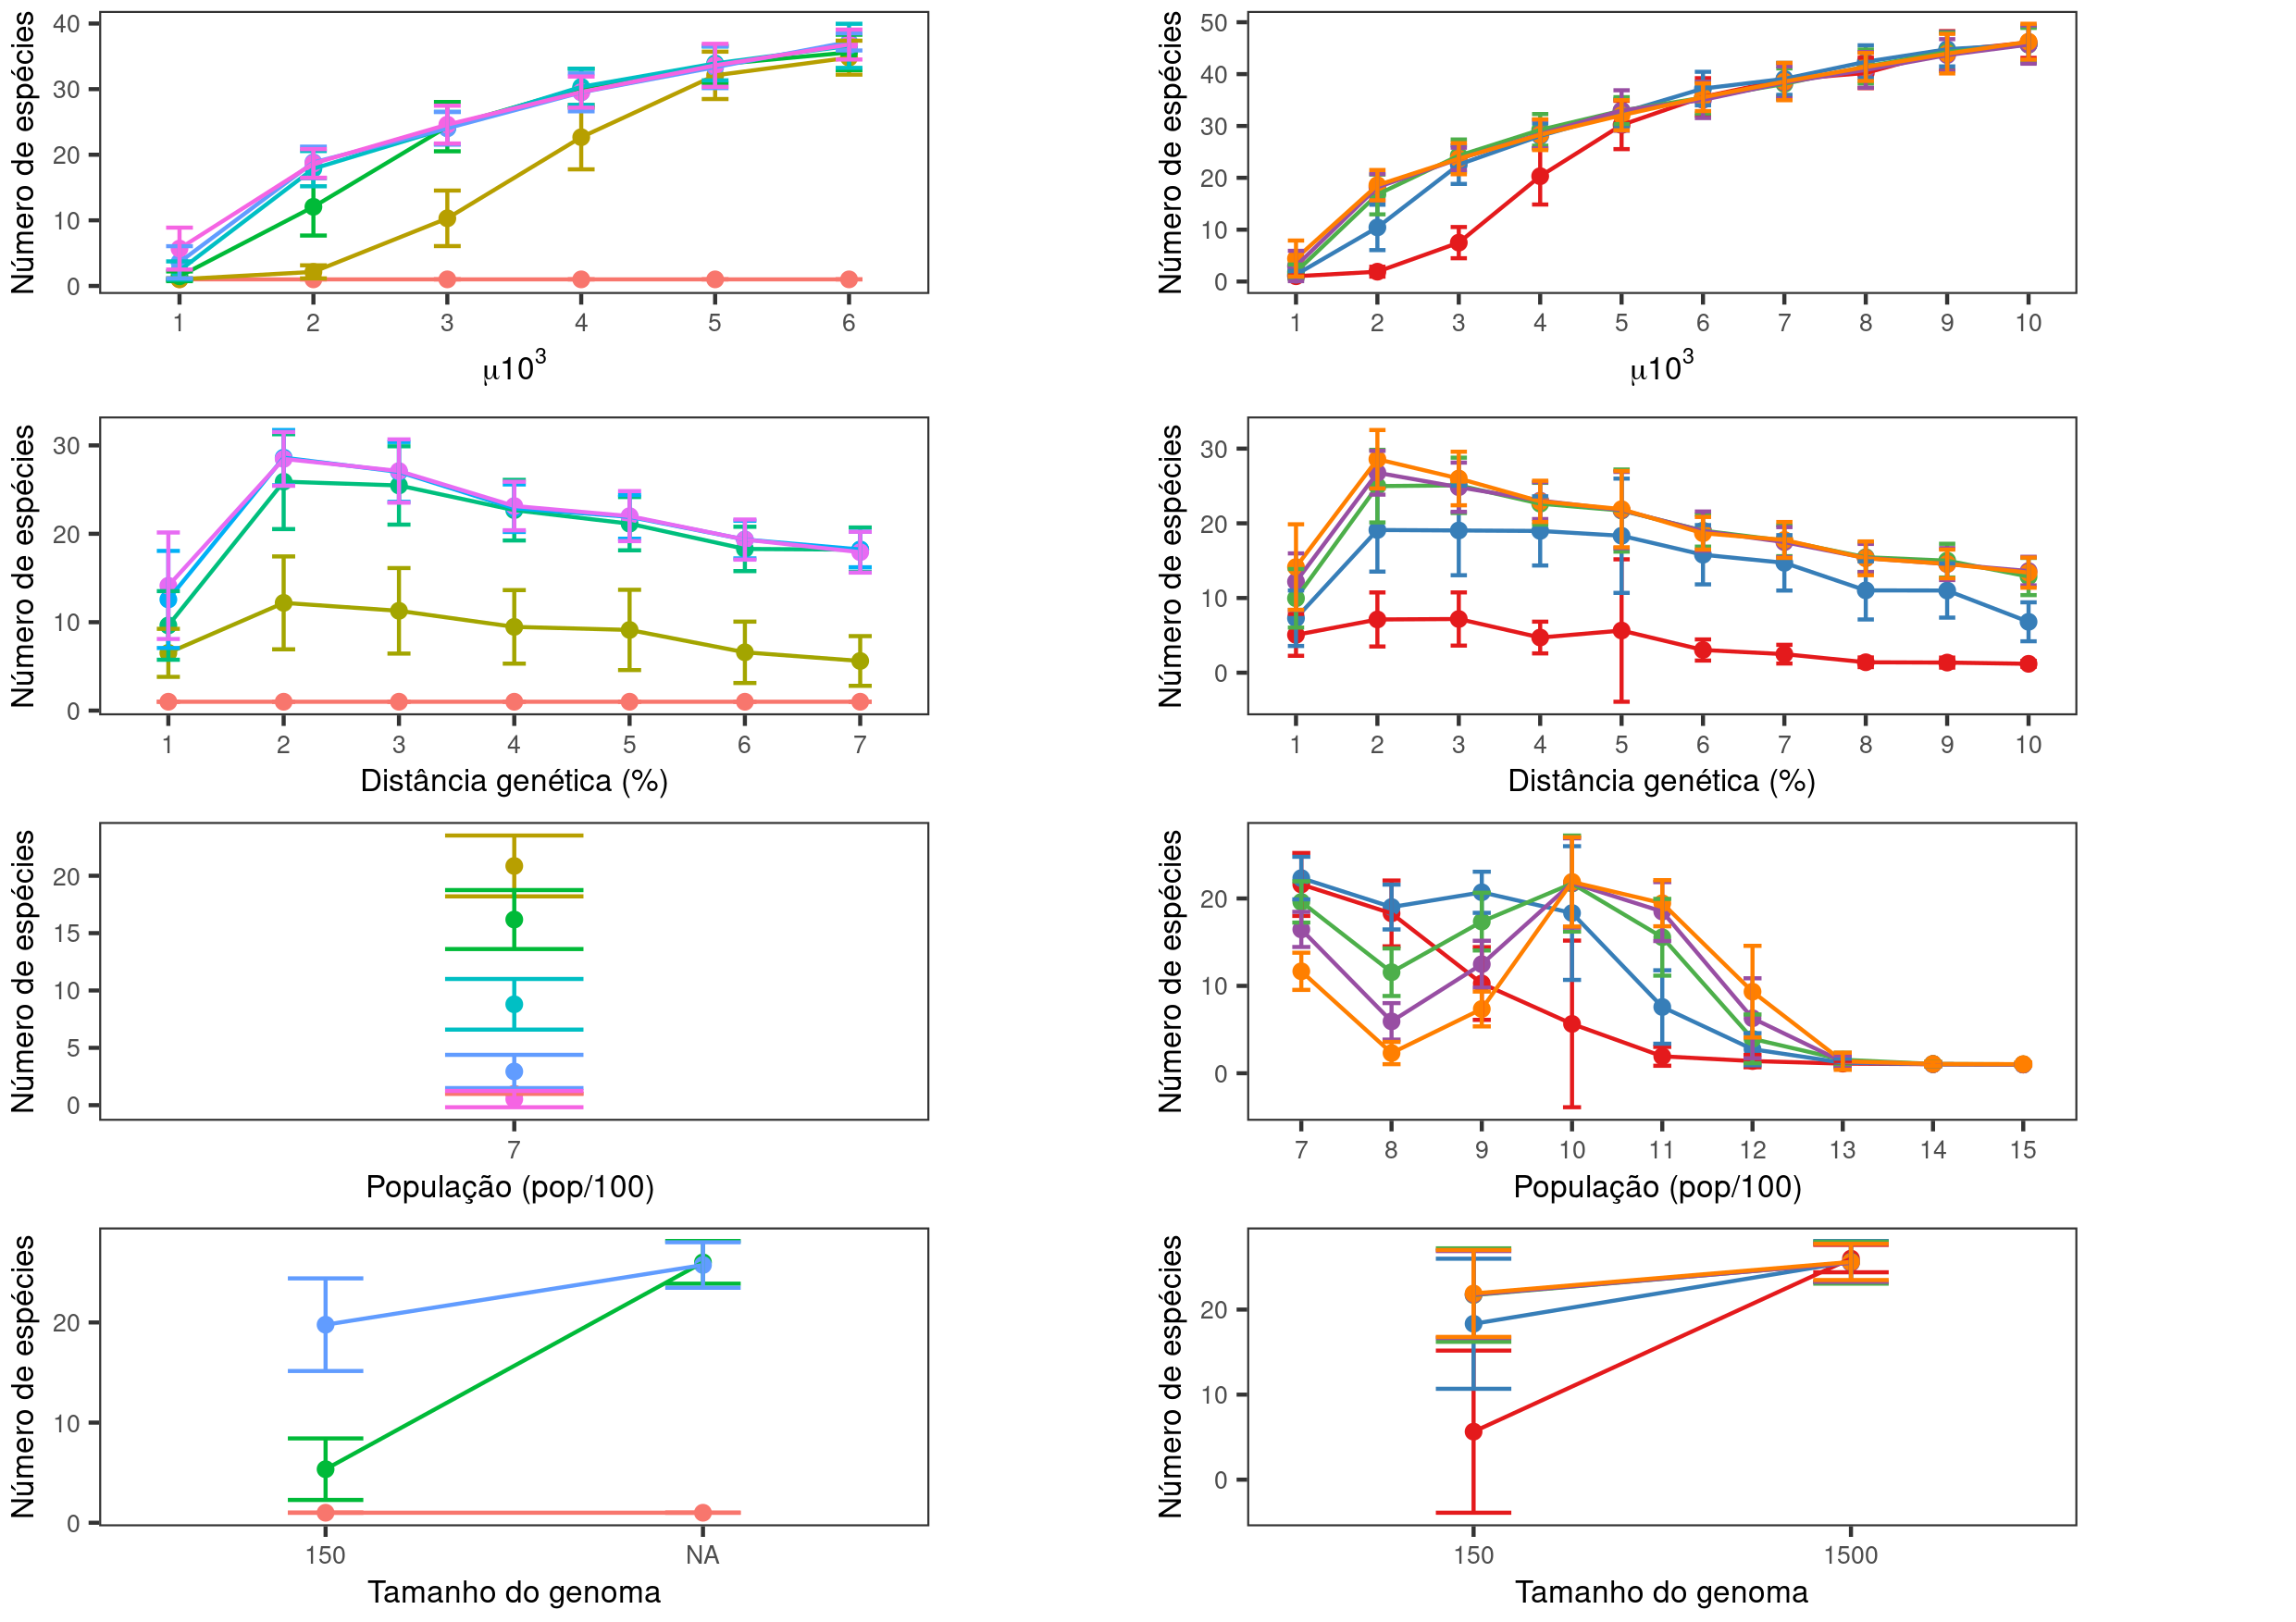 Número de espécies
40
30
20
10
0
1 2 3 4 5 6
μ10³
Número de espécies
50
40
30
20
10
0
1 2 3 4 5 6 7 8 9 10
μ10³
Número de espécies
30
20
10
0
1 2 3 4 5 6 7
Distância genética (%)
Número de espécies
30
20
10
0
1 2 3 4 5 6 7 8 9 10
Distância genética (%)
Número de espécies
20
15
10
5
0
7
População (pop/100)
Número de espécies
20
10
0
7 8 9 10 11 12 13 14 15
População (pop/100)
Número de espécies
20
10
0
150 NA
Tamanho do genoma
Número de espécies
20
10
0
150 1500
Tamanho do genoma